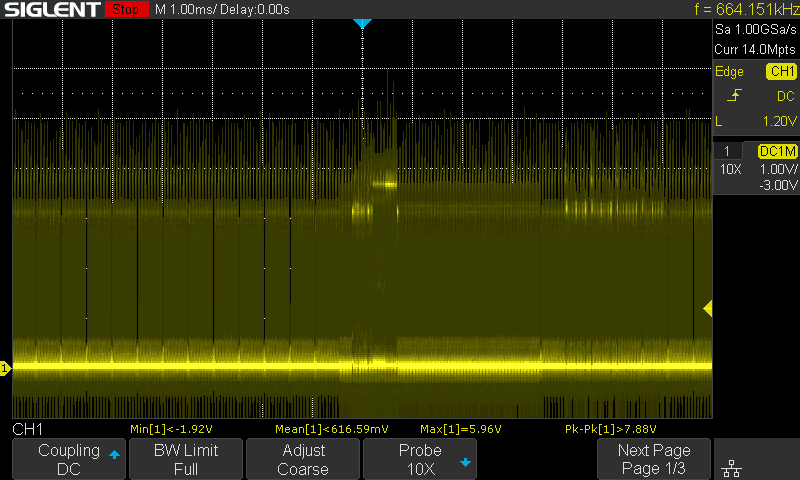 SIGLENT Stop M 1.00ms/ Delay:0.00s f = 664.151kHz
Sa 1.00GSa/s
Curr 14.0Mpts
Edge CH1
DC
L 1.20V
1 DC1M
10X 1.00V/
-3.00V
1
CH1 Min[1]<-1.92V Mean[1]<616.59mV Max[1]=5.96V Pk-Pk[1]>7.88V
Coupling BW Limit Adjust Probe Next Page
DC Full Coarse 10X Page 1/3